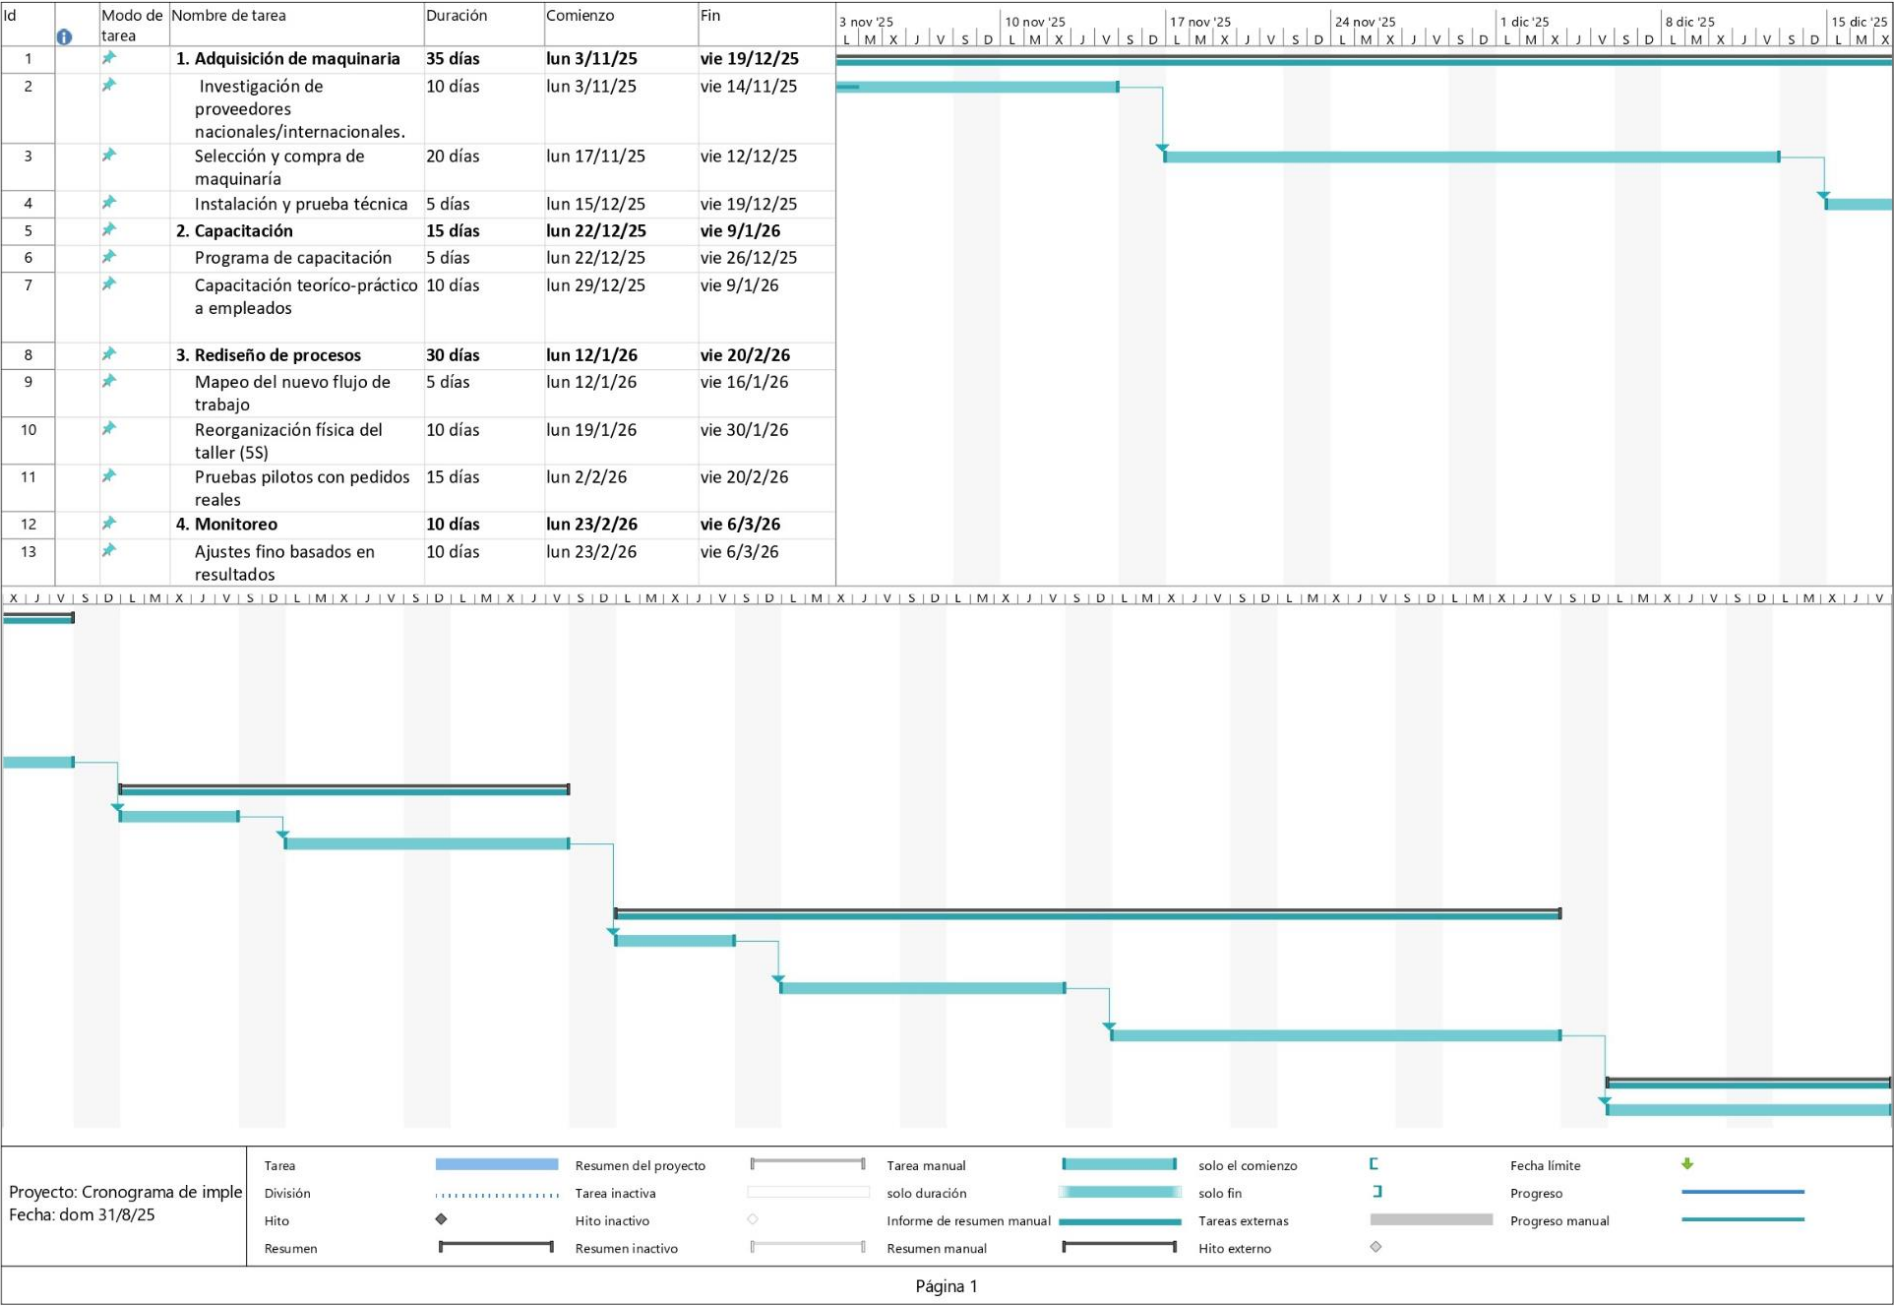 Id Modo de Nombre de tarea Duración Comienzo Fin 3 nov '25 10 nov '25 17 nov '25 24 nov '25 1 dic '25 8 dic '25 15 dic '25
tarea L M X J V S D L M X J V S D L M X J V S D L M X J V S D L M X J V S D L M X J V S D L M X
1 1. Adquisición de maquinaria 35 días lun 3/11/25 vie 19/12/25
2 Investigación de 10 días lun 3/11/25 vie 14/11/25
proveedores
nacionales/internacionales.
3 Selección y compra de 20 días lun 17/11/25 vie 12/12/25
maquinaría
4 Instalación y prueba técnica 5 días lun 15/12/25 vie 19/12/25
5 2. Capacitación 15 días lun 22/12/25 vie 9/1/26
6 Programa de capacitación 5 días lun 22/12/25 vie 26/12/25
7 Capacitación teoríco-práctico 10 días lun 29/12/25 vie 9/1/26
a empleados
8 3. Rediseño de procesos 30 días lun 12/1/26 vie 20/2/26
9 Mapeo del nuevo flujo de 5 días lun 12/1/26 vie 16/1/26
trabajo
10 Reorganización física del 10 días lun 19/1/26 vie 30/1/26
taller (5S)
11 Pruebas pilotos con pedidos 15 días lun 2/2/26 vie 20/2/26
reales
12 4. Monitoreo 10 días lun 23/2/26 vie 6/3/26
13 Ajustes fino basados en 10 días lun 23/2/26 vie 6/3/26
resultados
X J V S D L M X J V S D L M X J V S D L M X J V S D L M X J V S D L M X J V S D L M X J V S D L M X J V S D L M X J V S D L M X J V S D L M X J V S D L M X J V
Tarea Resumen del proyecto Tarea manual solo el comienzo Fecha límite
Proyecto: Cronograma de imple
Fecha: dom 31/8/25
División Tarea inactiva solo duración solo fin Progreso
Hito Hito inactivo Informe de resumen manual Tareas externas Progreso manual
Resumen Resumen inactivo Resumen manual Hito externo
Página 1